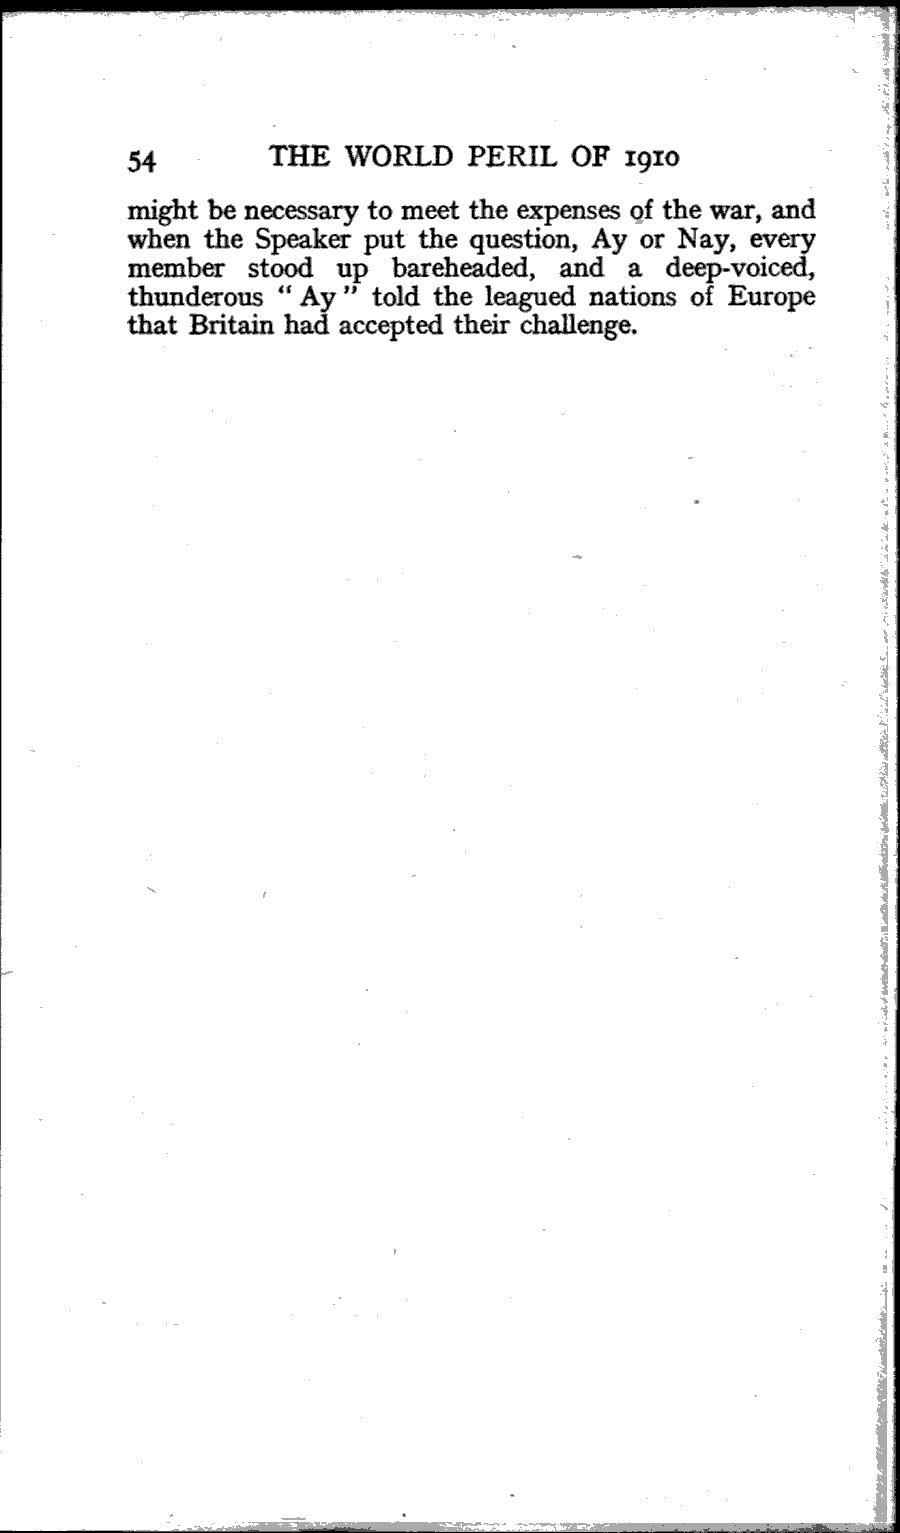 54 THE WORLD PERIL OF 1910
might be necessary to meet the expenses of the war, and
when the Speaker put the question, Ay or Nay, every
member stood up bareheaded, and a deep-voiced,
thunderous “ Ay ” told the leagued nations of Europe
that Britain had accepted their challenge.